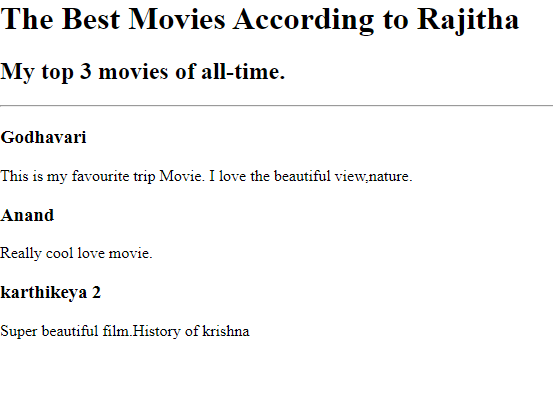 The Best Movies According to Rajitha
My top 3 movies of all-time.
Godhavari
This is my favourite trip Movie. I love the beautiful view,nature.
Anand
Really cool love movie.
karthikeya 2
Super beautiful film.History of krishna